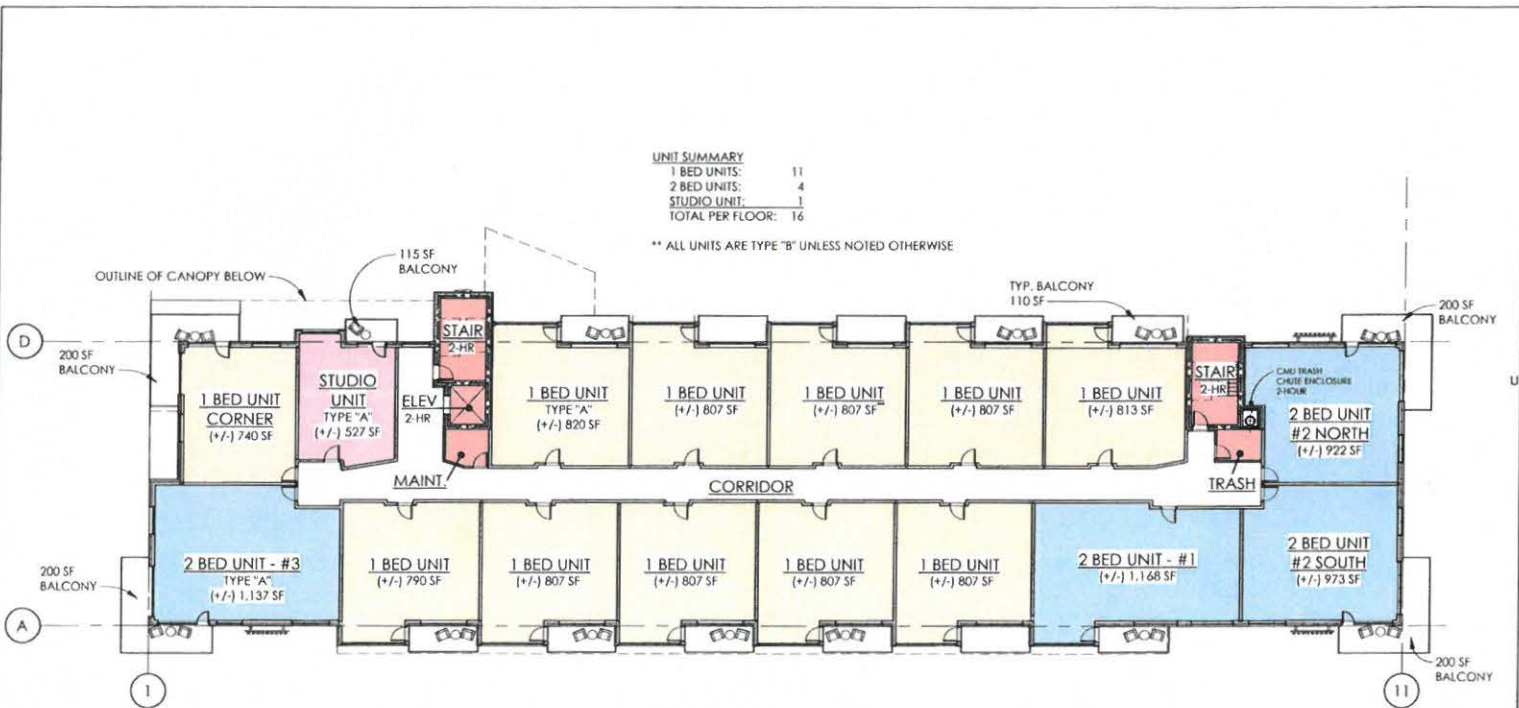 UNIT SUMMARY
1 BED UNITS: 11
2 BED UNITS: 4
STUDIO UNIT: 1
TOTAL PER FLOOR: 16
** ALL UNITS ARE TYPE "B" UNLESS NOTED OTHERWISE
OUTLINE OF CANOPY BELOW
115 SF
BALCONY
TYP. BALCONY
110 SF
200 SF
BALCONY
D
200 SF
BALCONY
1 BED UNIT
CORNER
(+/-) 740 SF
STUDIO
UNIT
TYPE "A"
(+/-) 527 SF
STAIR
2-HR
ELEV
2-HR
MAINT.
1 BED UNIT
TYPE "A"
(+/-) 820 SF
1 BED UNIT
(+/-) 807 SF
1 BED UNIT
(+/-) 807 SF
1 BED UNIT
(+/-) 807 SF
1 BED UNIT
(+/-) 813 SF
STAIR
2-HR
CMU TRASH
CHUTE ENCLOSURE
2-HOUR
2 BED UNIT
#2 NORTH
(+/-) 922 SF
U
CORRIDOR
TRASH
200 SF
BALCONY
2 BED UNIT - #3
TYPE "A"
(+/-) 1,137 SF
1 BED UNIT
(+/-) 790 SF
1 BED UNIT
(+/-) 807 SF
1 BED UNIT
(+/-) 807 SF
1 BED UNIT
(+/-) 807 SF
1 BED UNIT
(+/-) 807 SF
2 BED UNIT - #1
(+/-) 1,168 SF
2 BED UNIT
#2 SOUTH
(+/-) 973 SF
A
200 SF
BALCONY
1
11